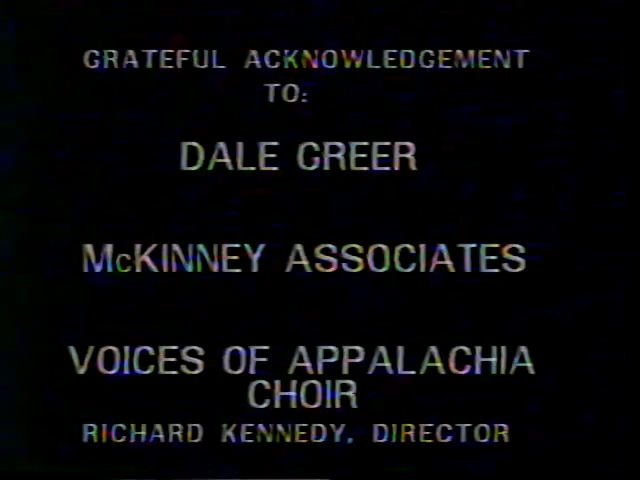 GRATEFUL ACKNOWLEDGEMENT
TO:
DALE GREER
McKINNEY ASSOCIATES
VOICES OF APPALACHIA
CHOIR
RICHARD KENNEDY, DIRECTOR